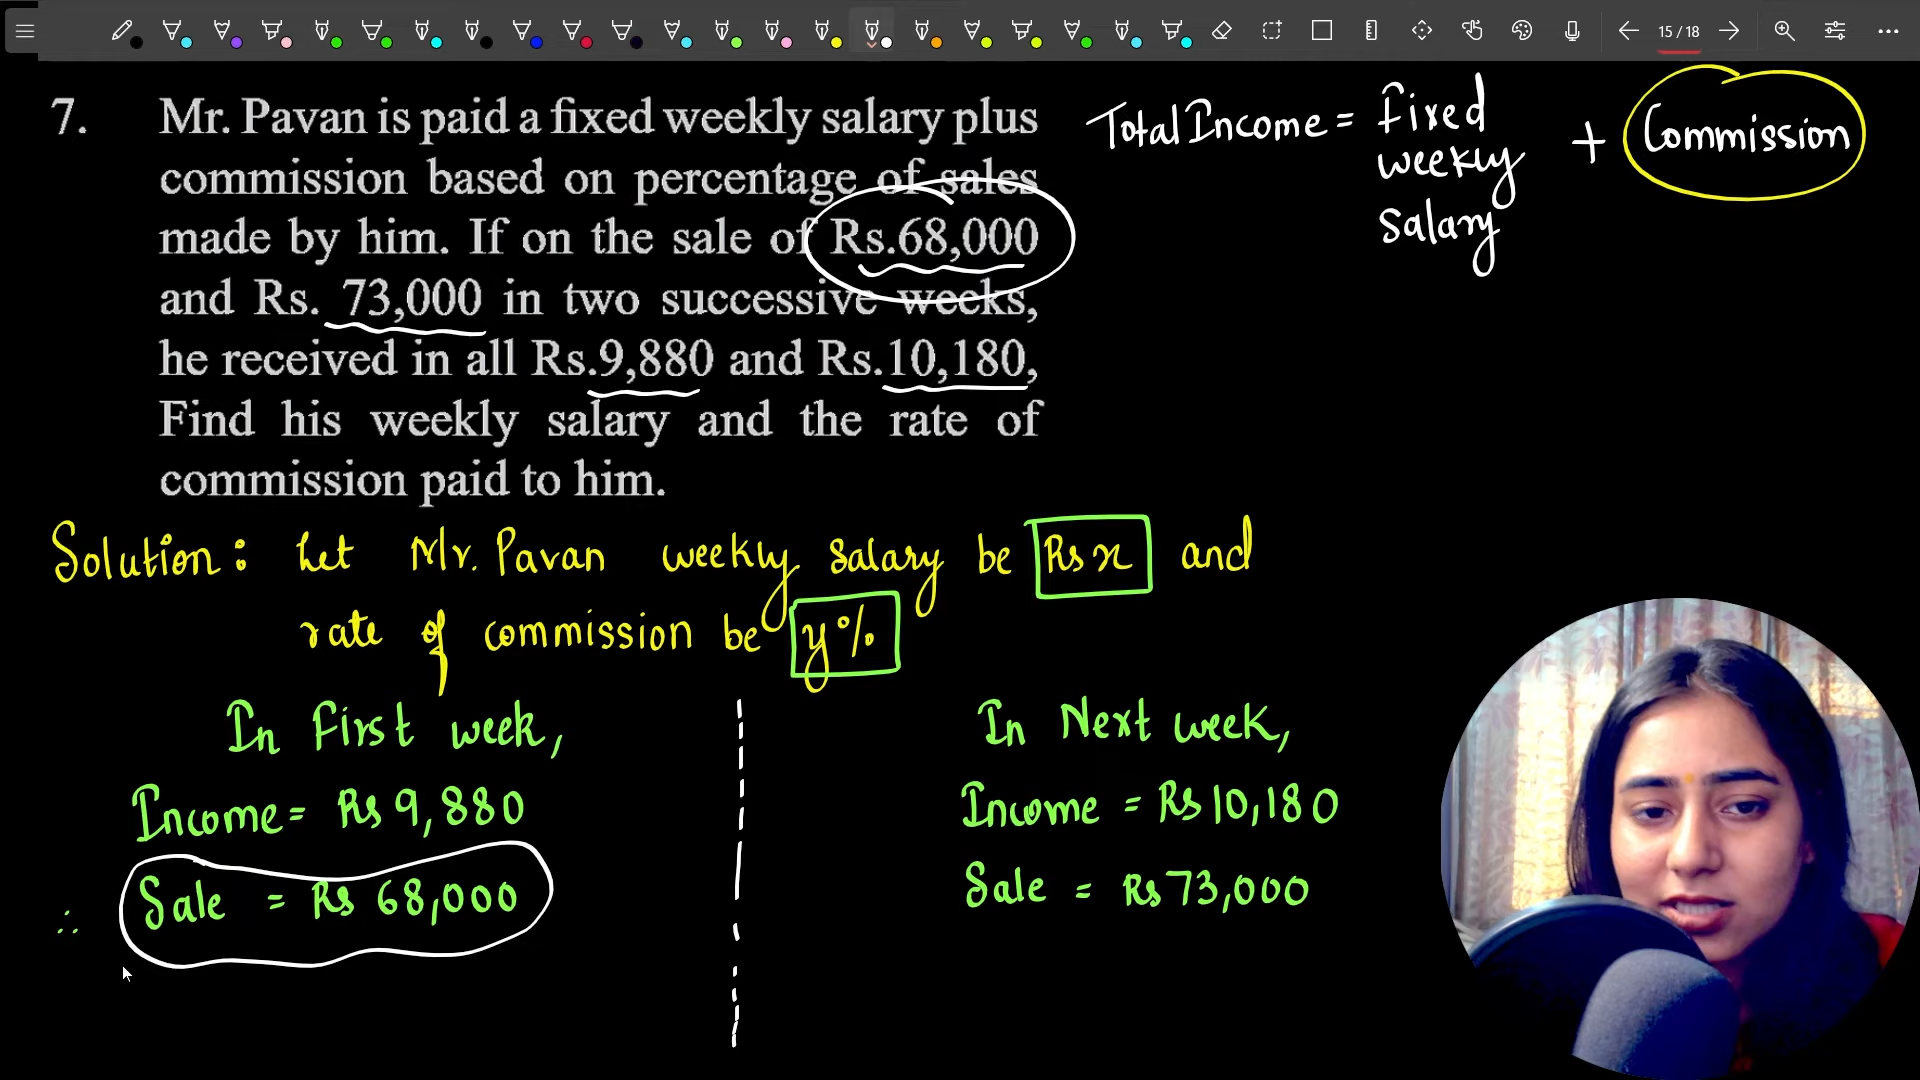 15/18
7. Mr. Pavan is paid a fixed weekly salary plus
commission based on percentage of sales
made by him. If on the sale of Rs.68,000
and Rs. 73,000 in two successive weeks,
he received in all Rs.9,880 and Rs.10,180,
Find his weekly salary and the rate of
commission paid to him.
Total Income = Fixed weekly salary + Commission
Solution: Let Mr. Pavan weekly salary be Rs x and
rate of commission be y%
In First week,
Income = Rs 9,880
∴ Sale = Rs 68,000
In Next week,
Income = Rs 10,180
Sale = Rs 73,000